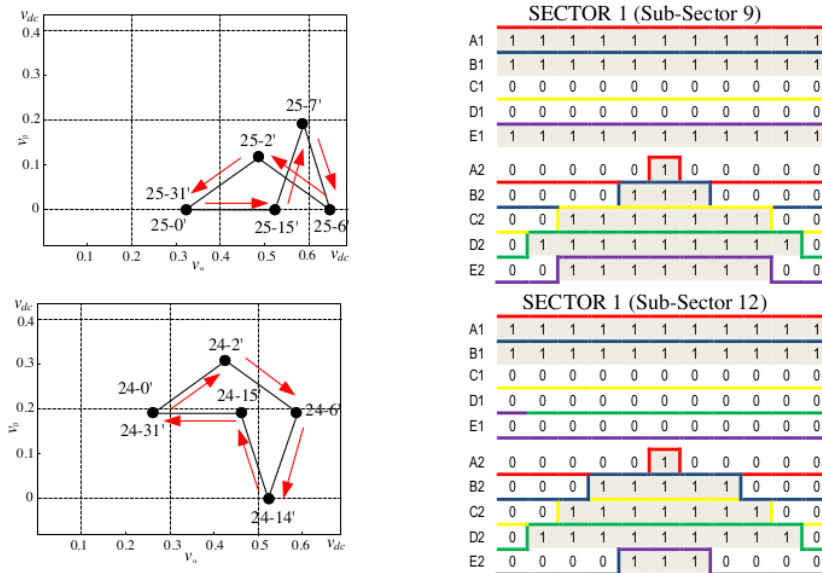 v_dc
0.4
0.3
0.2
0.1
0
v_β
25-7'
25-2'
25-31'
25-0'
25-15'
25-6'
0.1 0.2 0.3 0.4 0.5 0.6 v_dc
v_α
SECTOR 1 (Sub-Sector 9)
A1 1 1 1 1 1 1 1 1 1 1 1
B1 1 1 1 1 1 1 1 1 1 1 1
C1 0 0 0 0 0 0 0 0 0 0 0
D1 0 0 0 0 0 0 0 0 0 0 0
E1 1 1 1 1 1 1 1 1 1 1 1
A2 0 0 0 0 0 1 0 0 0 0 0
B2 0 0 0 0 1 1 1 0 0 0 0
C2 0 0 1 1 1 1 1 1 1 0 0
D2 0 1 1 1 1 1 1 1 1 1 0
E2 0 0 1 1 1 1 1 1 1 0 0
v_dc
0.4
0.3
0.2
0.1
0
v_β
24-2'
24-0'
24-15'
24-6'
24-31'
24-14'
0.1 0.2 0.3 0.4 0.5 0.6 v_dc
v_α
SECTOR 1 (Sub-Sector 12)
A1 1 1 1 1 1 1 1 1 1 1 1
B1 1 1 1 1 1 1 1 1 1 1 1
C1 0 0 0 0 0 0 0 0 0 0 0
D1 0 0 0 0 0 0 0 0 0 0 0
E1 0 0 0 0 0 0 0 0 0 0 0
A2 0 0 0 0 0 1 0 0 0 0 0
B2 0 0 0 1 1 1 1 1 0 0 0
C2 0 0 1 1 1 1 1 1 1 0 0
D2 0 1 1 1 1 1 1 1 1 1 0
E2 0 0 0 0 1 1 1 0 0 0 0